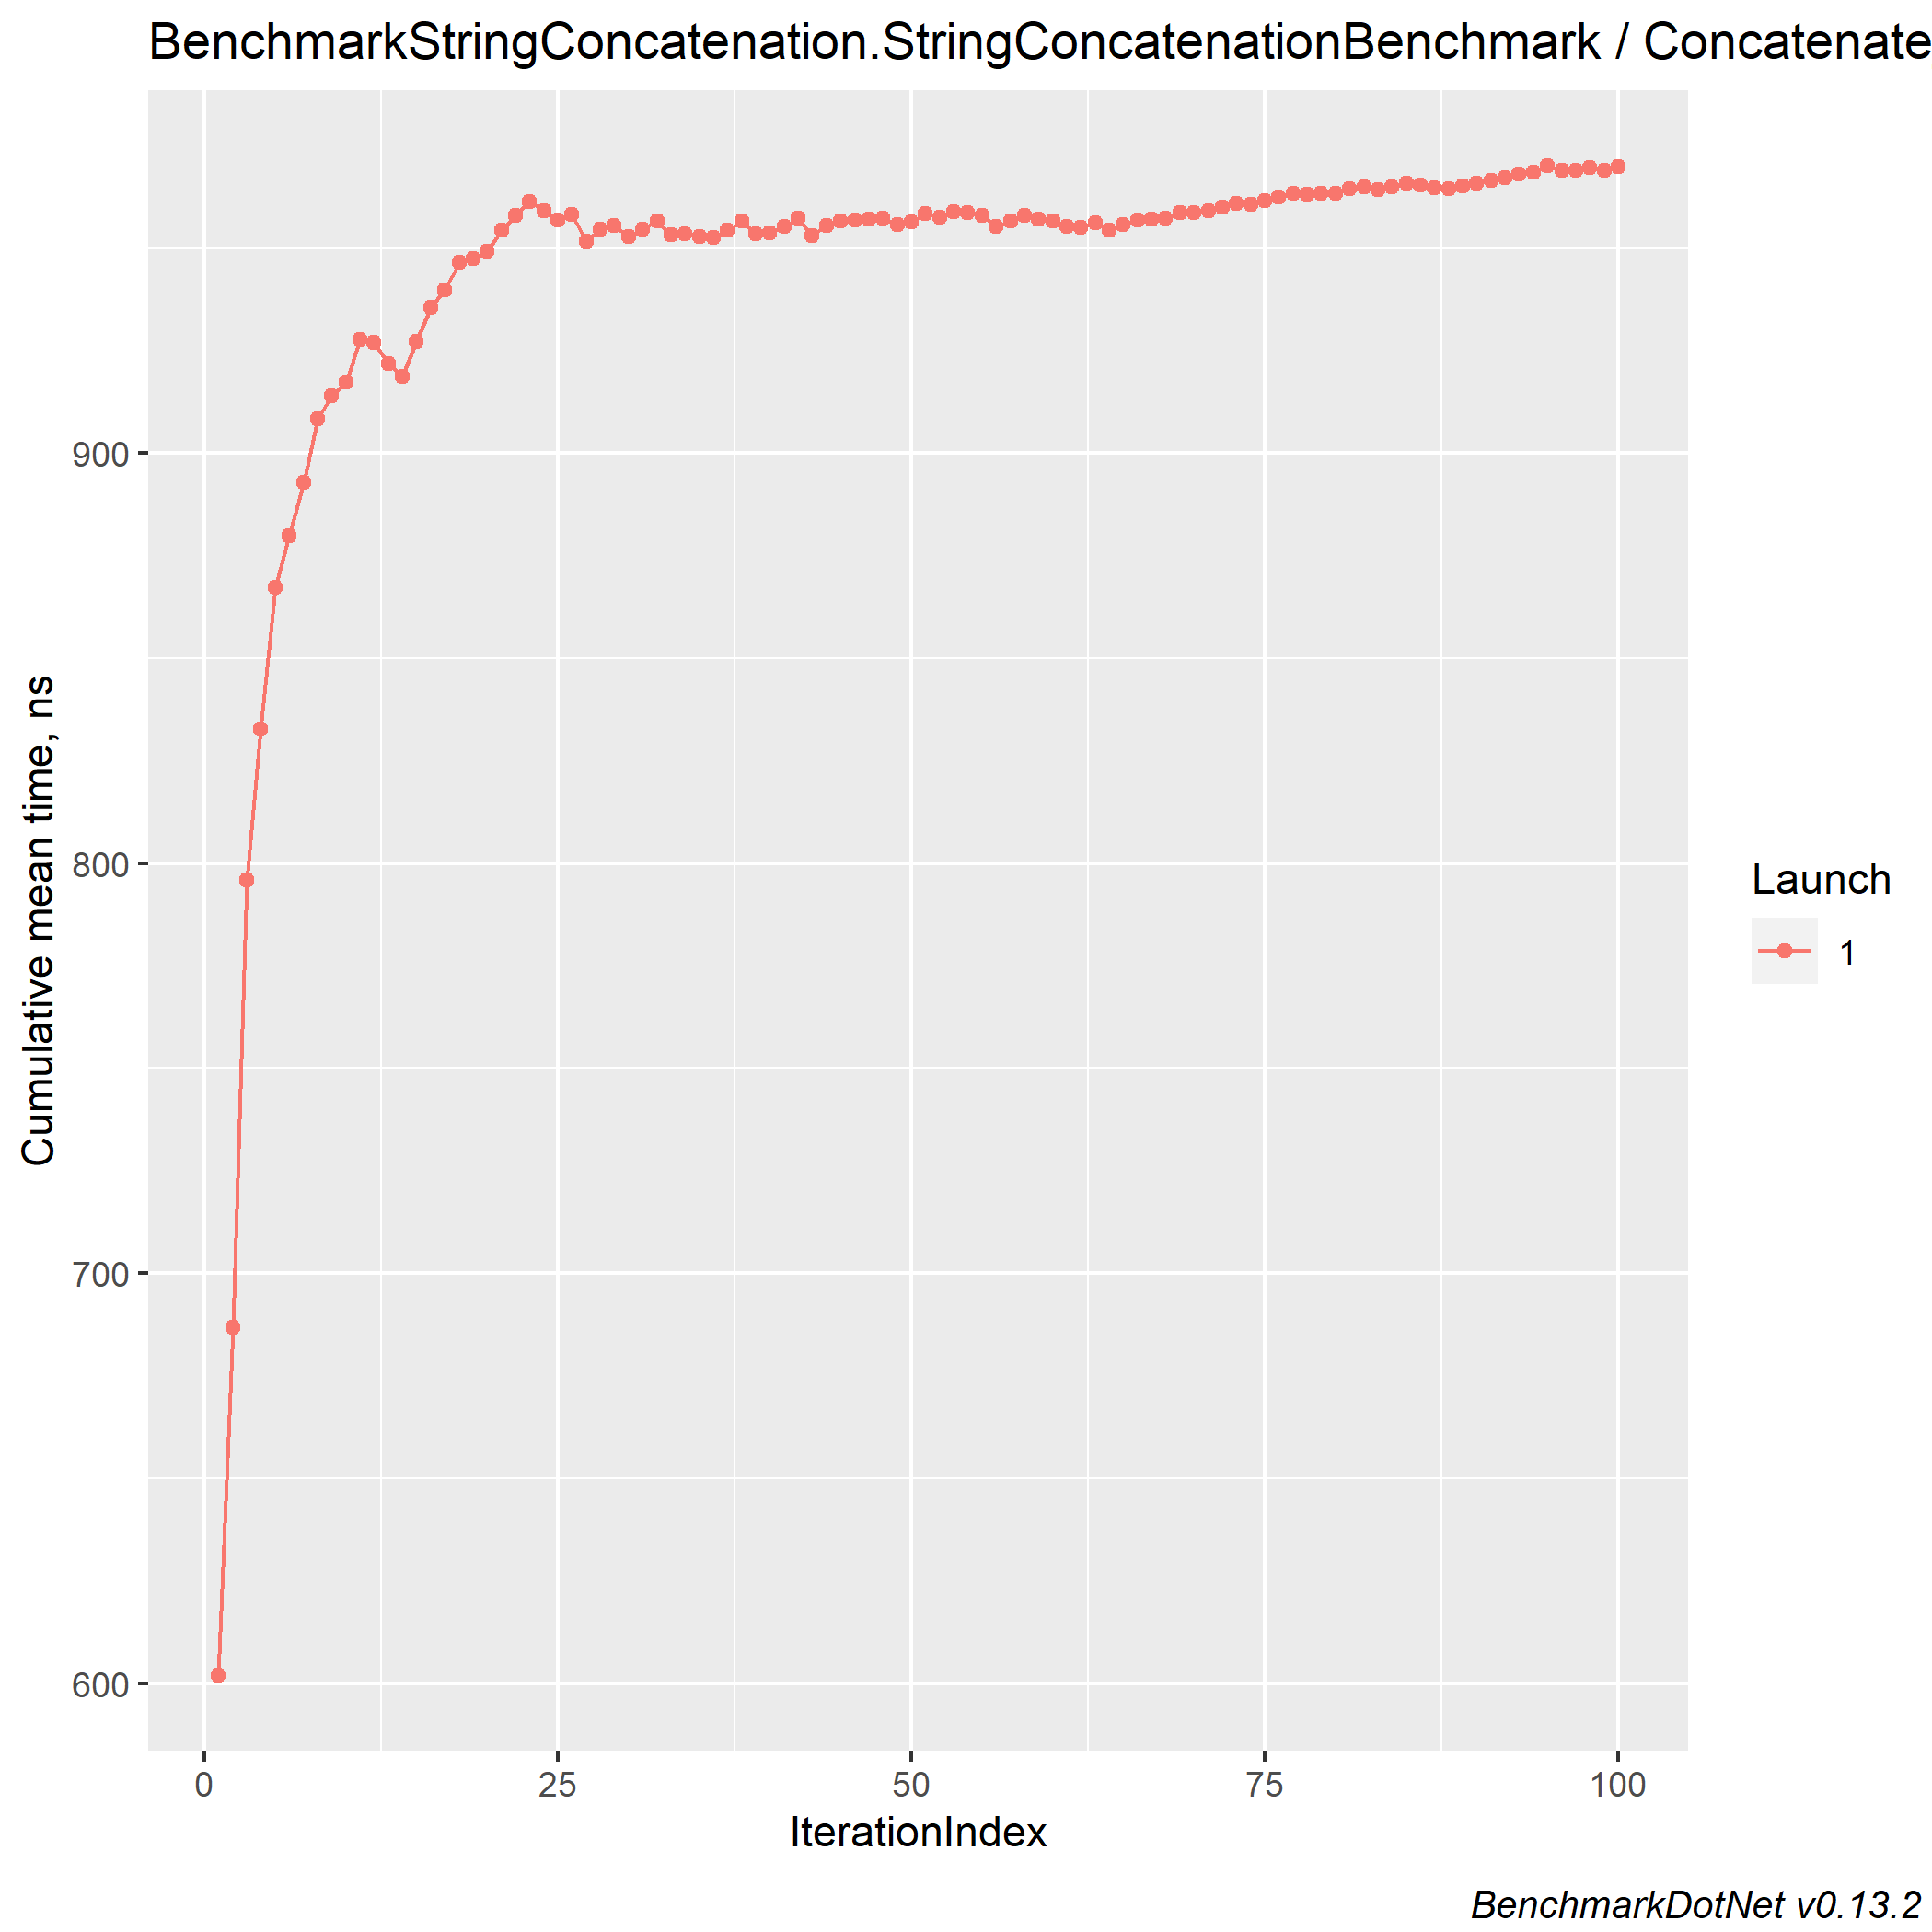 BenchmarkStringConcatenation.StringConcatenationBenchmark / Concatenate
Cumulative mean time, ns
900
800
700
600
0 25 50 75 100
IterationIndex
Launch
1
BenchmarkDotNet v0.13.2